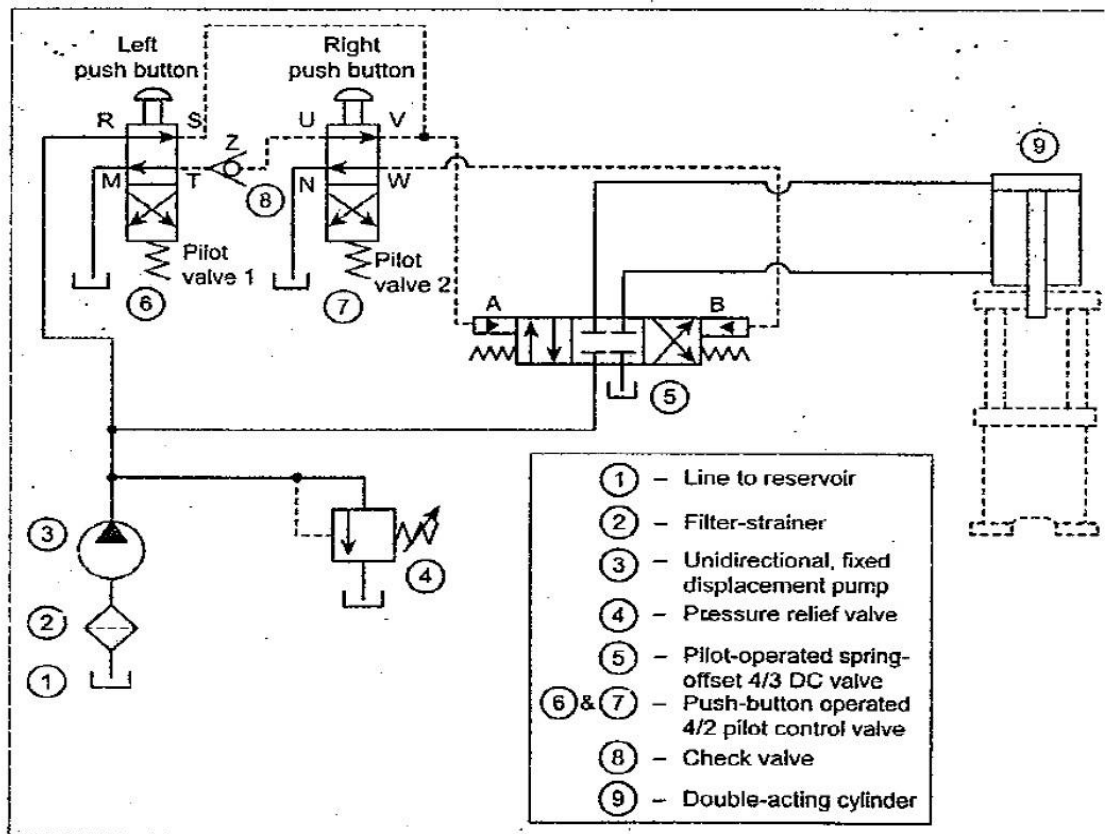 Left
push button
Right
push button
R
S
U
V
Z
M
T
N
W
8
9
Pilot
valve 1
Pilot
valve 2
6
7
A
B
5
3
4
2
1
1 – Line to reservoir
2 – Filter-strainer
3 – Unidirectional, fixed
displacement pump
4 – Pressure relief valve
5 – Pilot-operated spring-
offset 4/3 DC valve
6 & 7 – Push-button operated
4/2 pilot control valve
8 – Check valve
9 – Double-acting cylinder